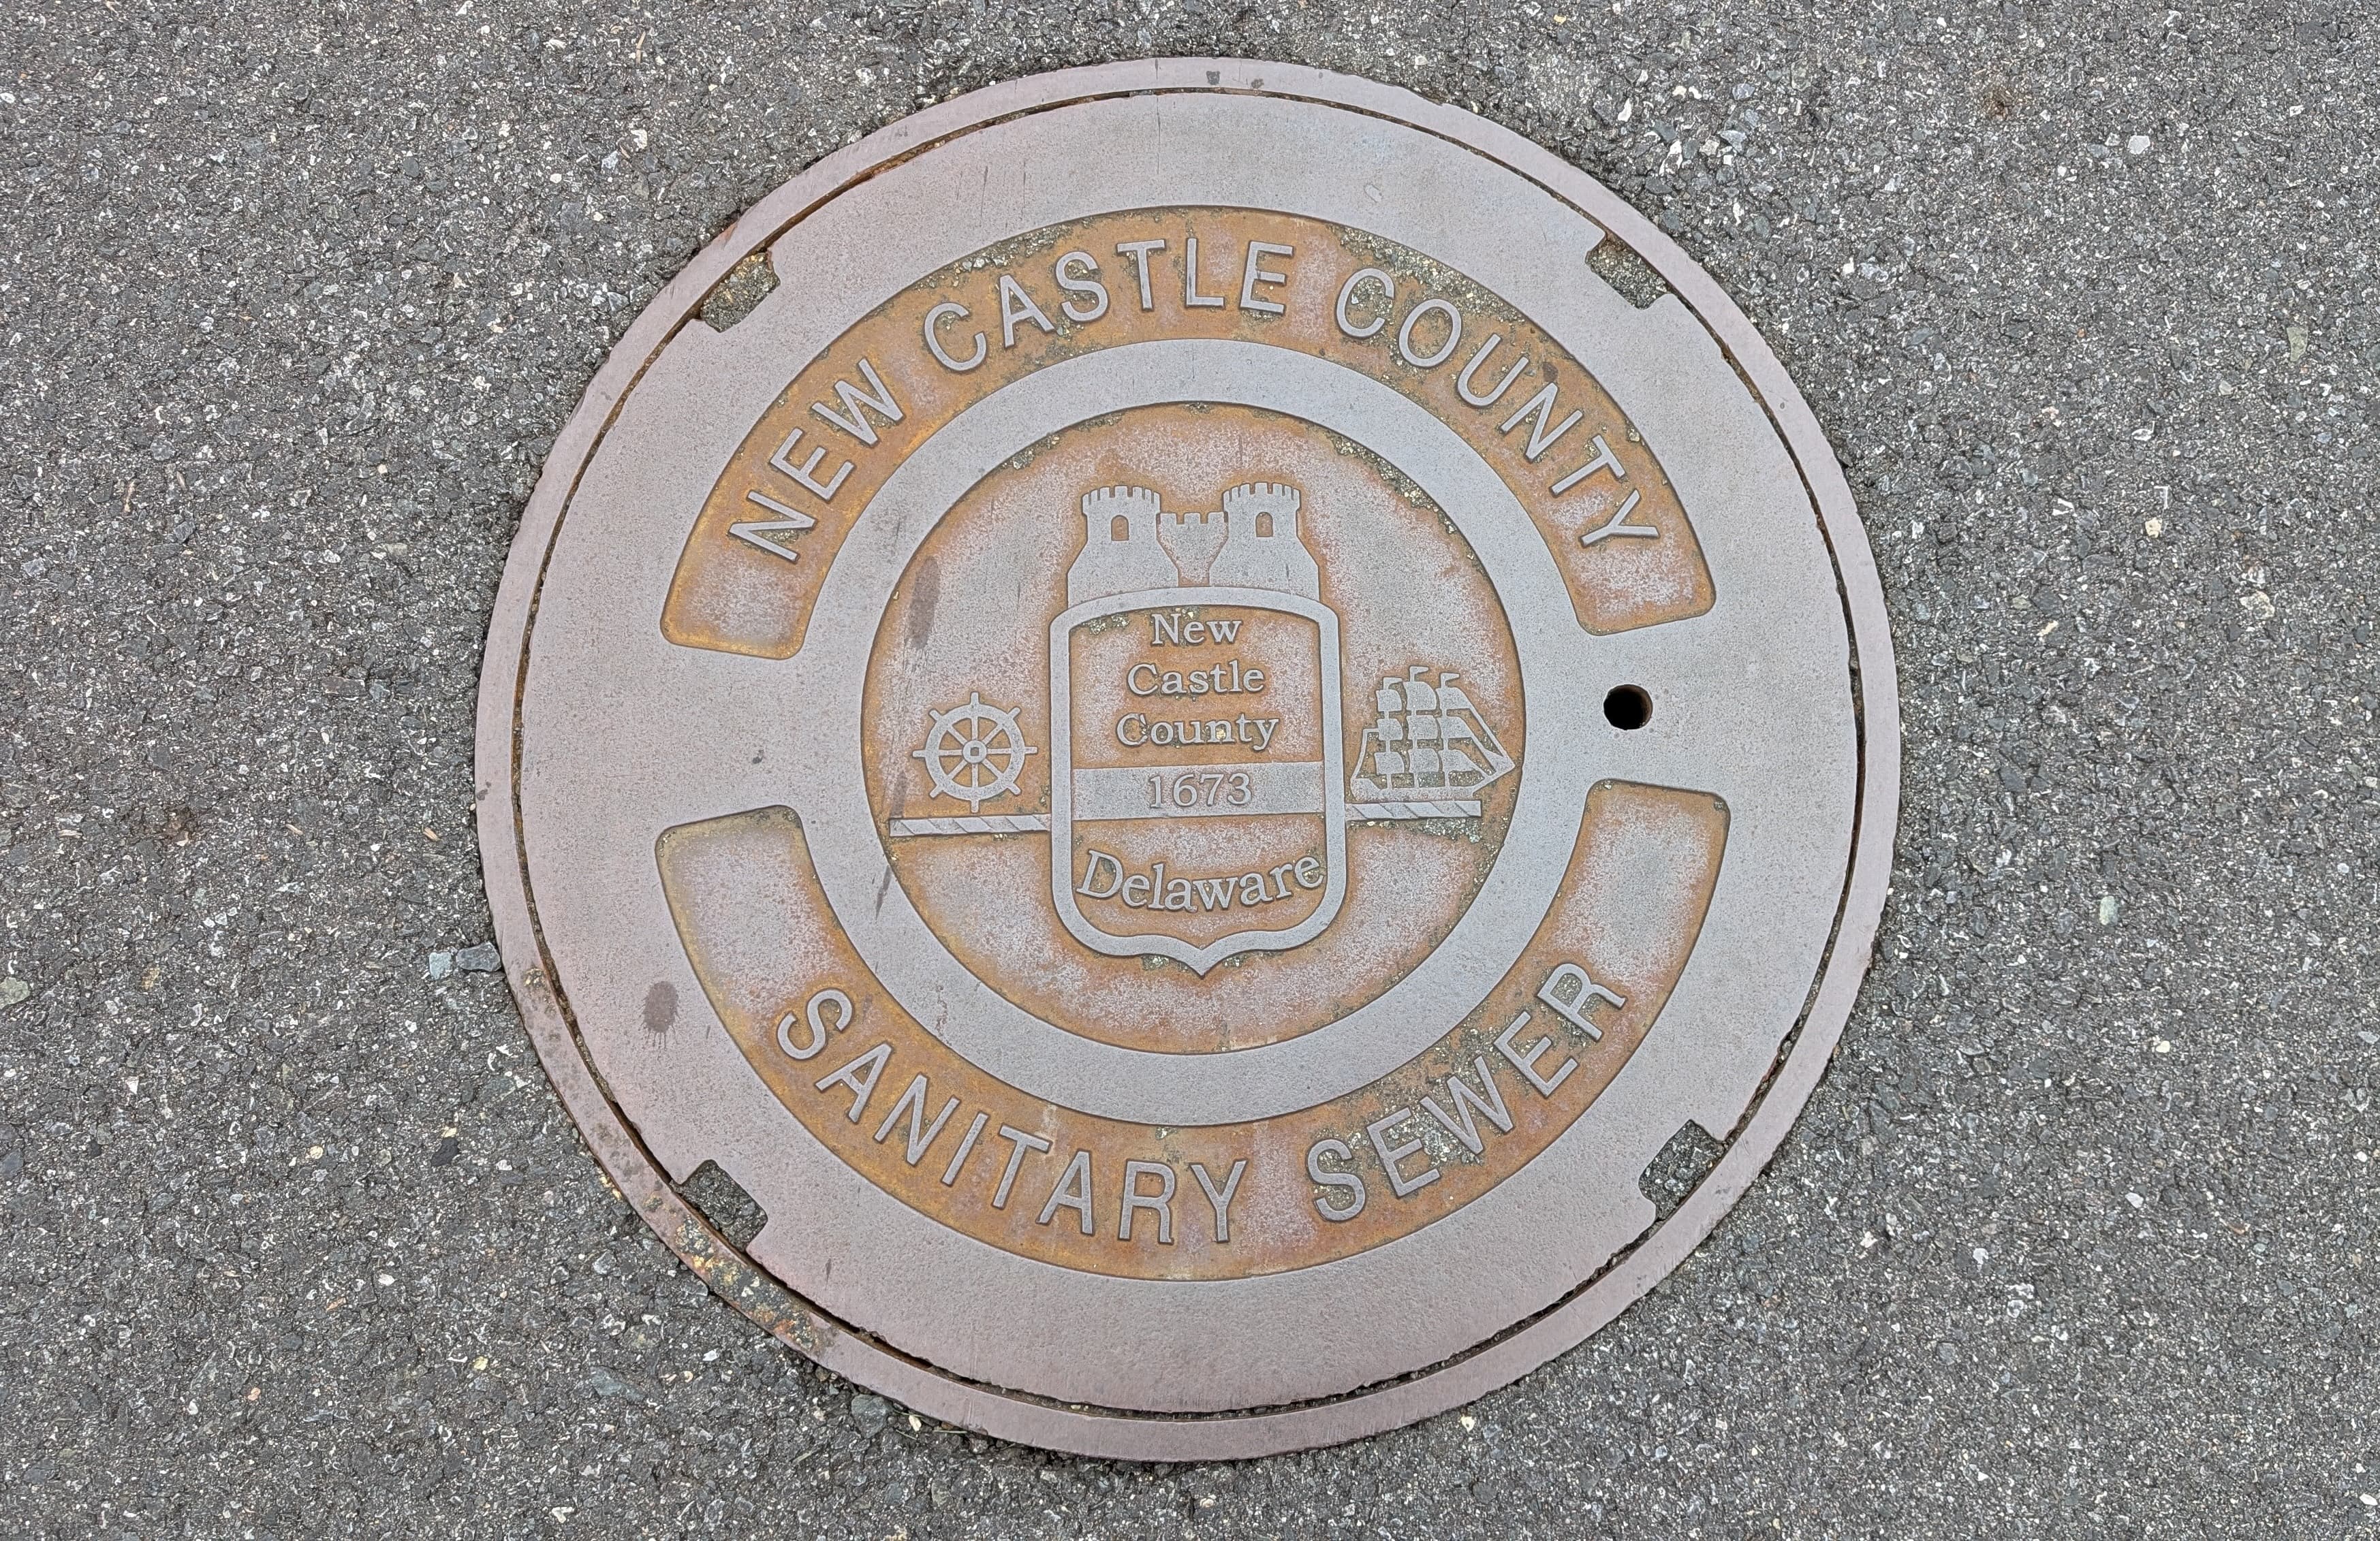 NEW CASTLE COUNTY
New
Castle
County
1673
Delaware
SANITARY SEWER